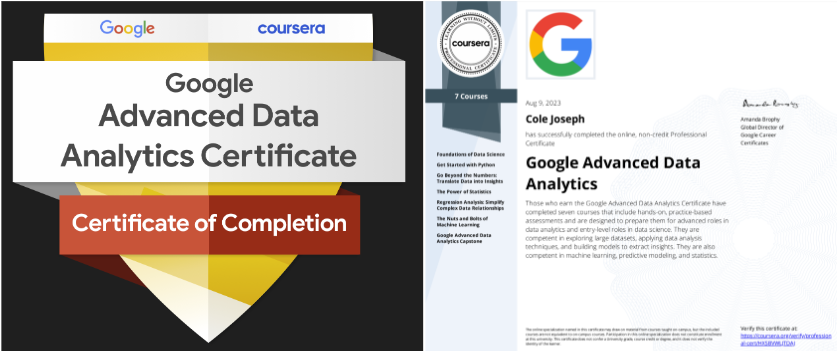 Google
coursera
Google
Advanced Data
Analytics Certificate
Certificate of Completion
LEARNING WITHOUT LIMITS
coursera
PROFESSIONAL CERTIFICATE
7 Courses
Foundations of Data Science
Get Started with Python
Go Beyond the Numbers:
Translate Data into Insights
The Power of Statistics
Regression Analysis: Simplify
Complex Data Relationships
The Nuts and Bolts of
Machine Learning
Google Advanced Data
Analytics Capstone
G
Aug 9, 2023
Cole Joseph
has successfully completed the online, non-credit Professional
Certificate
Google Advanced Data
Analytics
Those who earn the Google Advanced Data Analytics Certificate have
completed seven courses that include hands-on, practice-based
assessments and are designed to prepare them for advanced roles in
data analytics and entry-level roles in data science. They are
competent in exploring large datasets, applying data analysis
techniques, and building models to extract insights. They are also
competent in machine learning, predictive modeling, and statistics.
Amanda Brophy
Amanda Brophy
Global Director of
Google Career
Certificates
Verify this certificate at:
https://coursera.org/verify/profession